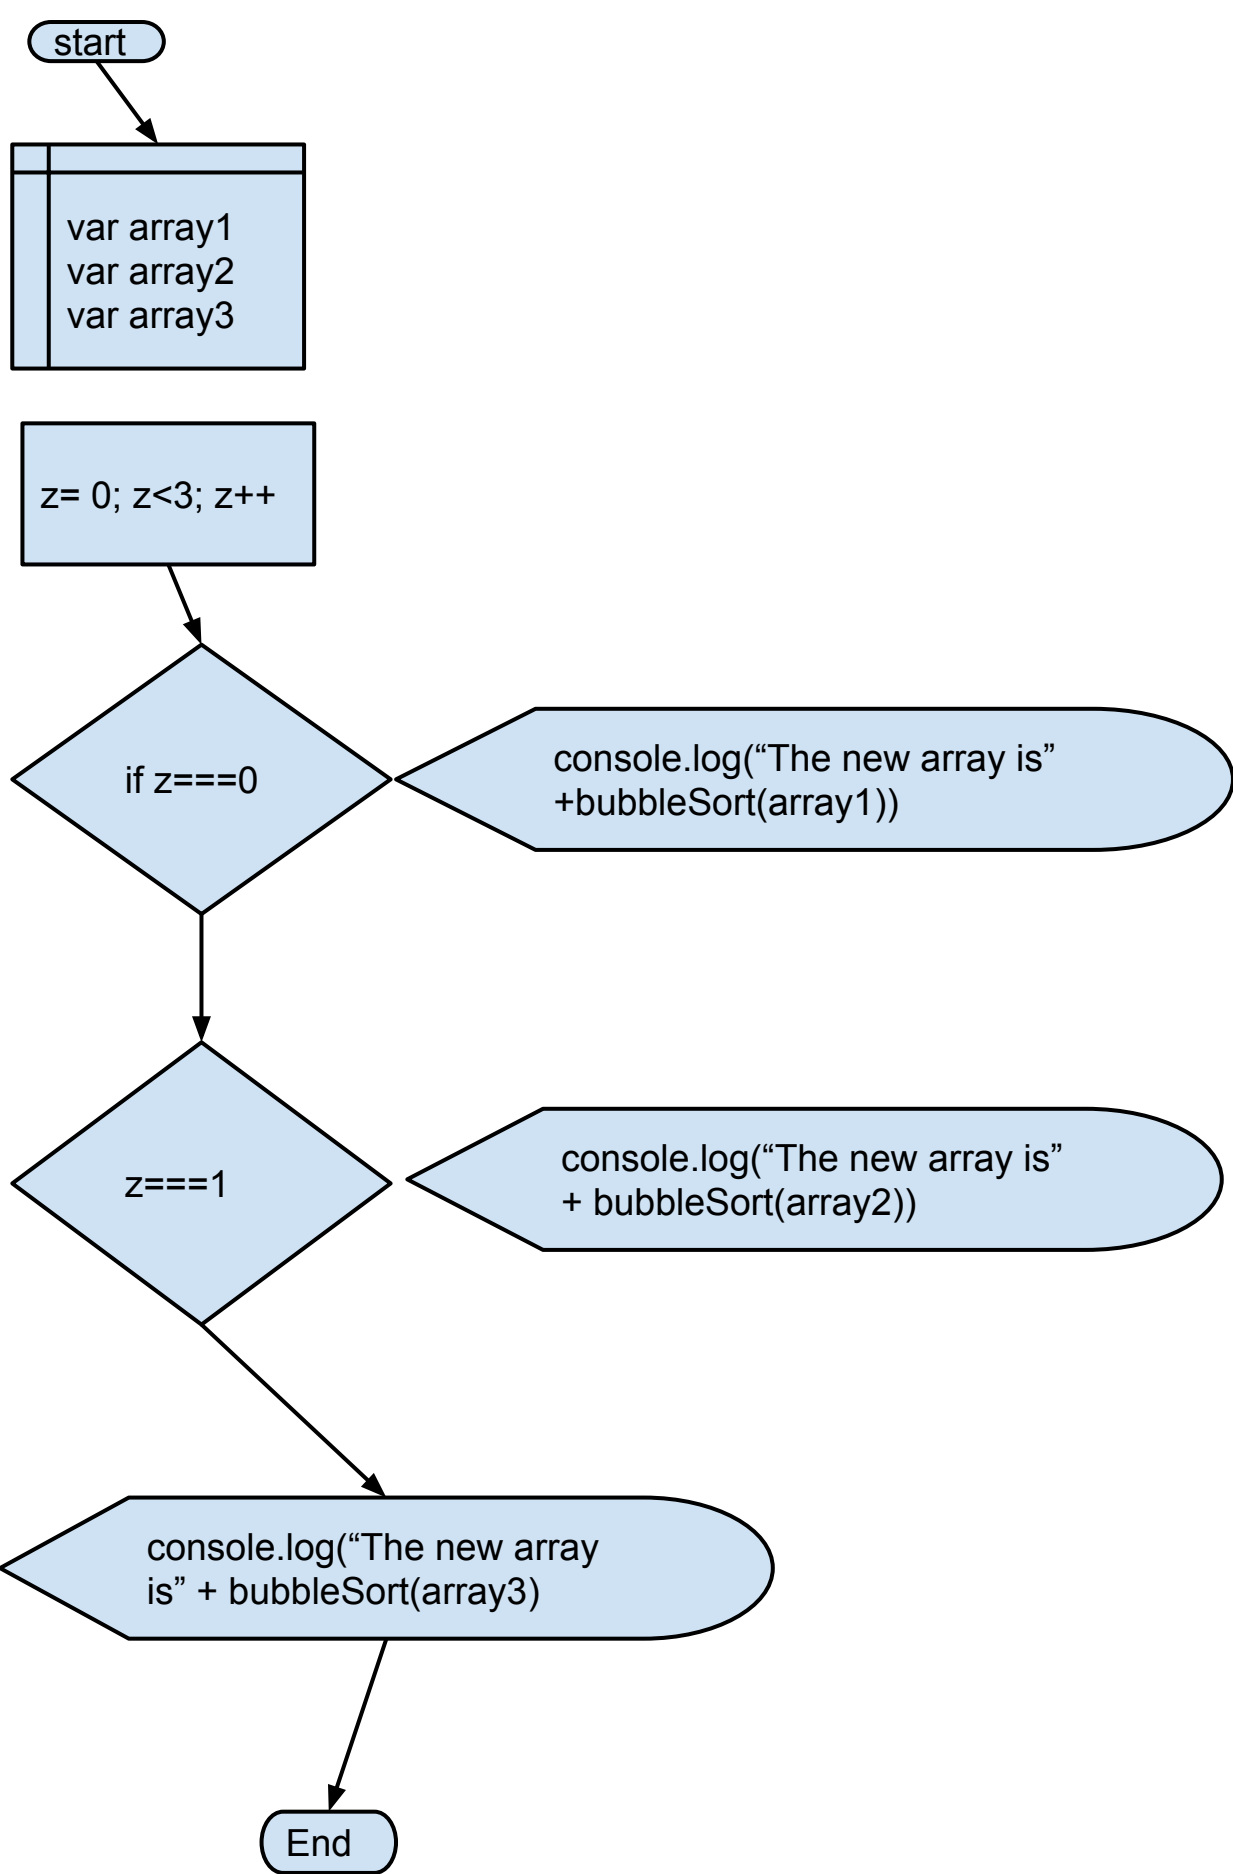 start
var array1
var array2
var array3
z= 0; z<3; z++
if z===0
console.log(“The new array is”
+bubbleSort(array1))
z===1
console.log(“The new array is”
+ bubbleSort(array2))
console.log(“The new array
is” + bubbleSort(array3)
End